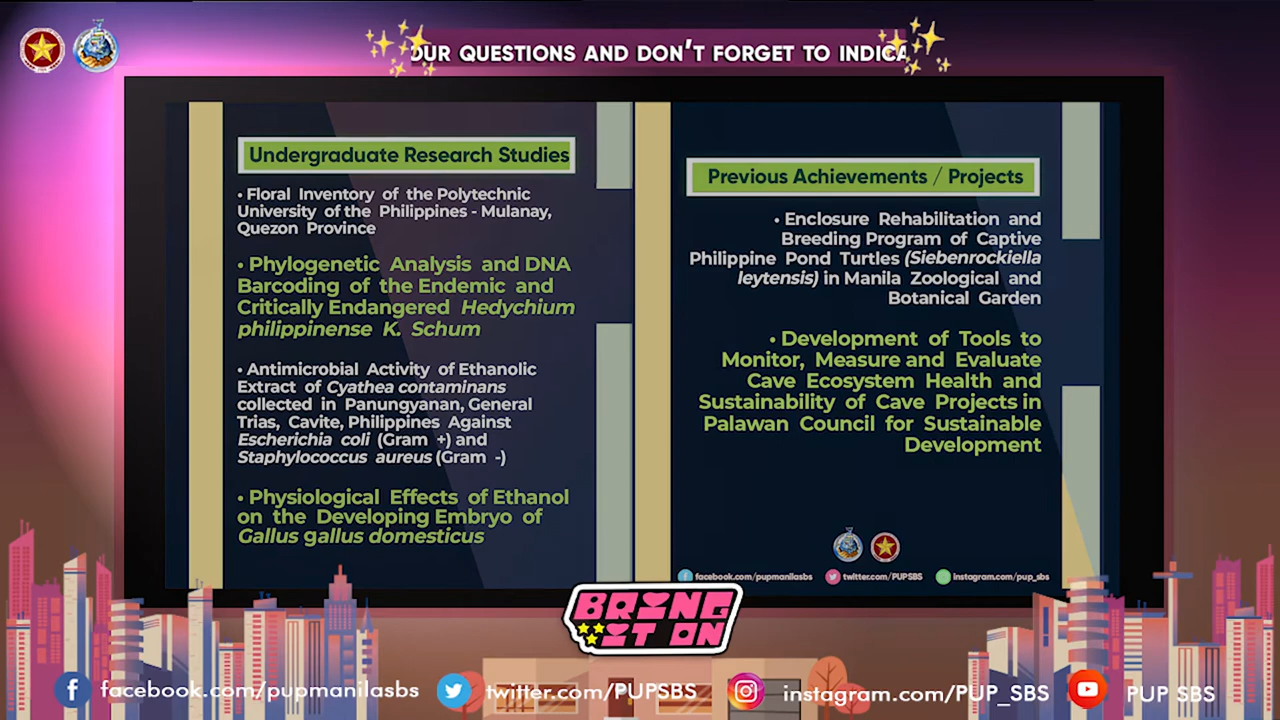 OUR QUESTIONS AND DON'T FORGET TO INDICA
Undergraduate Research Studies
• Floral Inventory of the Polytechnic
University of the Philippines - Mulanay,
Quezon Province
• Phylogenetic Analysis and DNA
Barcoding of the Endemic and
Critically Endangered Hedychium
philippinense K. Schum
• Antimicrobial Activity of Ethanolic
Extract of Cyathea contaminans
collected in Panungyanan, General
Trias, Cavite, Philippines Against
Escherichia coli (Gram +) and
Staphylococcus aureus (Gram -)
• Physiological Effects of Ethanol
on the Developing Embryo of
Gallus gallus domesticus
Previous Achievements / Projects
• Enclosure Rehabilitation and
Breeding Program of Captive
Philippine Pond Turtles (Siebenrockiella
leytensis) in Manila Zoological and
Botanical Garden
• Development of Tools to
Monitor, Measure and Evaluate
Cave Ecosystem Health and
Sustainability of Cave Projects in
Palawan Council for Sustainable
Development
facebook.com/pupmanilasbs twitter.com/PUPSBS instagram.com/pup_sbs
BRING
IT ON
facebook.com/pupmanilasbs twitter.com/PUPSBS instagram.com/PUP_SBS PUP SBS